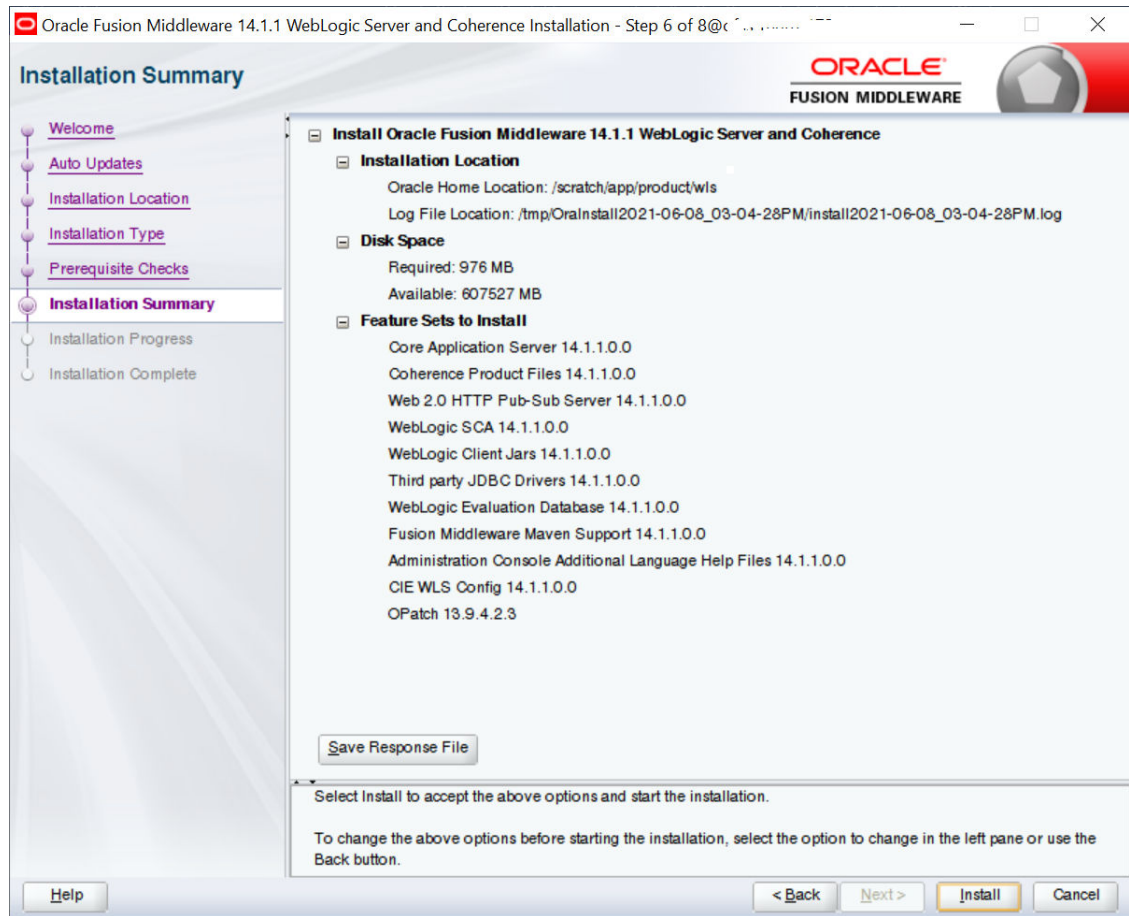 Oracle Fusion Middleware 14.1.1 WebLogic Server and Coherence Installation - Step 6 of 8@
Installation Summary
ORACLE
FUSION MIDDLEWARE
Welcome
Auto Updates
Installation Location
Installation Type
Prerequisite Checks
Installation Summary
Installation Progress
Installation Complete
Install Oracle Fusion Middleware 14.1.1 WebLogic Server and Coherence
Installation Location
Oracle Home Location: /scratch/app/product/wls
Log File Location: /tmp/OraInstall2021-06-08_03-04-28PM/install2021-06-08_03-04-28PM.log
Disk Space
Required: 976 MB
Available: 607527 MB
Feature Sets to Install
Core Application Server 14.1.1.0.0
Coherence Product Files 14.1.1.0.0
Web 2.0 HTTP Pub-Sub Server 14.1.1.0.0
WebLogic SCA 14.1.1.0.0
WebLogic Client Jars 14.1.1.0.0
Third party JDBC Drivers 14.1.1.0.0
WebLogic Evaluation Database 14.1.1.0.0
Fusion Middleware Maven Support 14.1.1.0.0
Administration Console Additional Language Help Files 14.1.1.0.0
CIE WLS Config 14.1.1.0.0
OPatch 13.9.4.2.3
Save Response File
Select Install to accept the above options and start the installation.
To change the above options before starting the installation, select the option to change in the left pane or use the
Back button.
Help
< Back
Next >
Install
Cancel